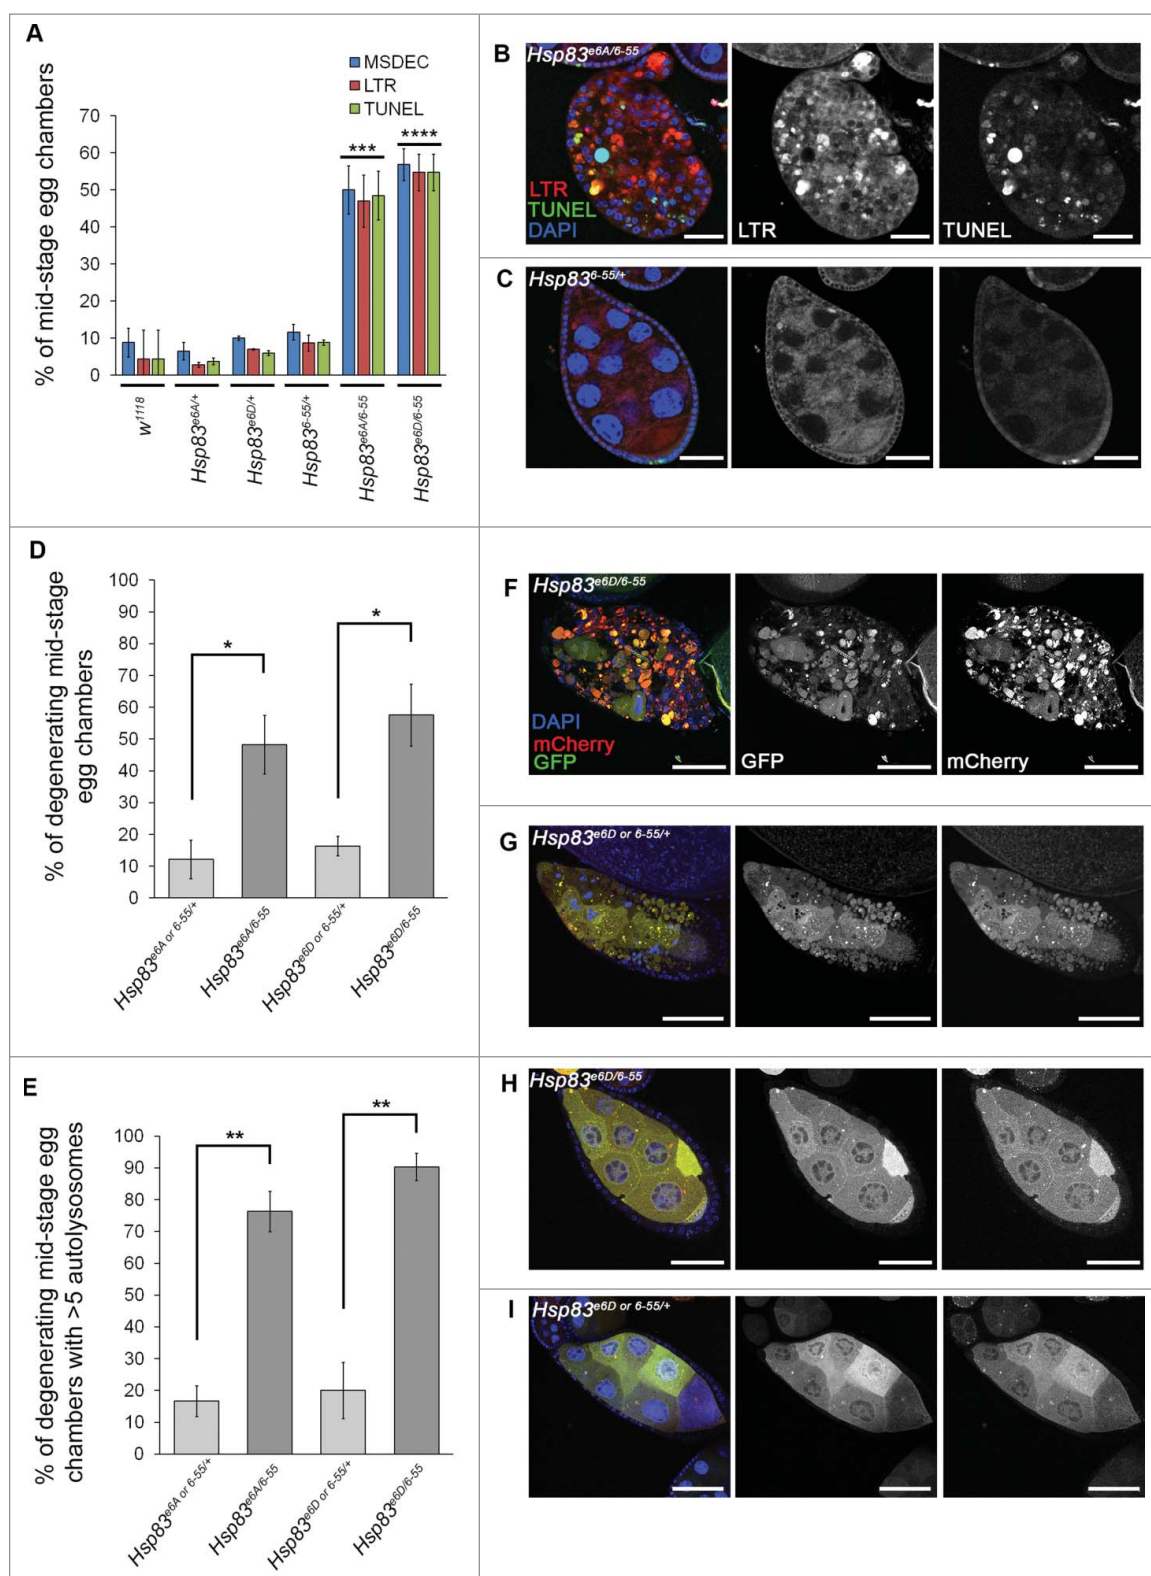 A
MSDEC
LTR
TUNEL
% of mid-stage egg chambers
70
60
50
40
30
20
10
0
***
****
w1118
Hsp83e6A/+
Hsp83e6D/+
Hsp836-55/+
Hsp83e6A/6-55
Hsp83e6D/6-55
B
Hsp83e6A/6-55
LTR
TUNEL
DAPI
LTR
TUNEL
C
Hsp836-55/+
D
% of degenerating mid-stage
egg chambers
100
90
80
70
60
50
40
30
20
10
0
*
*
Hsp83e6A or 6-55/+
Hsp83e6A/6-55
Hsp83e6D or 6-55/+
Hsp83e6D/6-55
F
Hsp83e6D/6-55
DAPI
mCherry
GFP
GFP
mCherry
G
Hsp83e6D or 6-55/+
E
% of degenerating mid-stage egg
chambers with >5 autolysosomes
100
90
80
70
60
50
40
30
20
10
0
**
**
Hsp83e6A or 6-55/+
Hsp83e6A/6-55
Hsp83e6D or 6-55/+
Hsp83e6D/6-55
H
Hsp83e6D/6-55
I
Hsp83e6D or 6-55/+